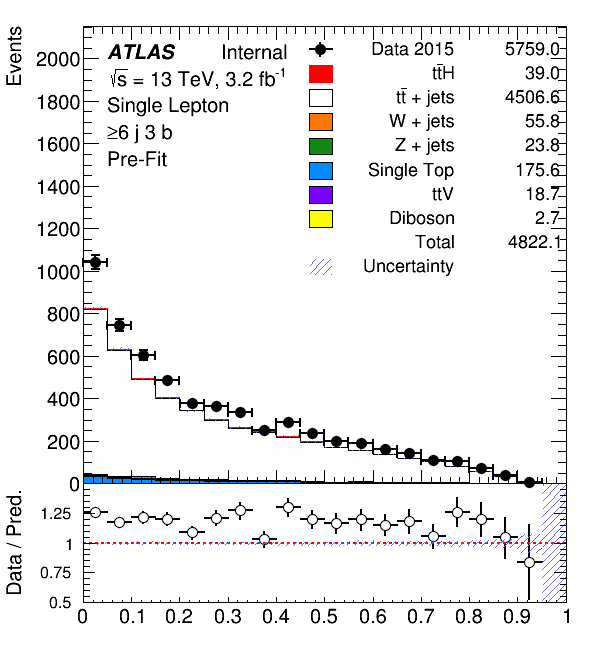 Events
2000
1800
1600
1400
1200
1000
800
600
400
200
0
ATLAS Internal
√s = 13 TeV, 3.2 fb⁻¹
Single Lepton
≥6 j 3 b
Pre-Fit
Data 2015 5759.0
tt̄H 39.0
tt̄ + jets 4506.6
W + jets 55.8
Z + jets 23.8
Single Top 175.6
ttV 18.7
Diboson 2.7
Total 4822.1
Uncertainty
Data / Pred.
1.25
1
0.75
0.5
0 0.1 0.2 0.3 0.4 0.5 0.6 0.7 0.8 0.9 1